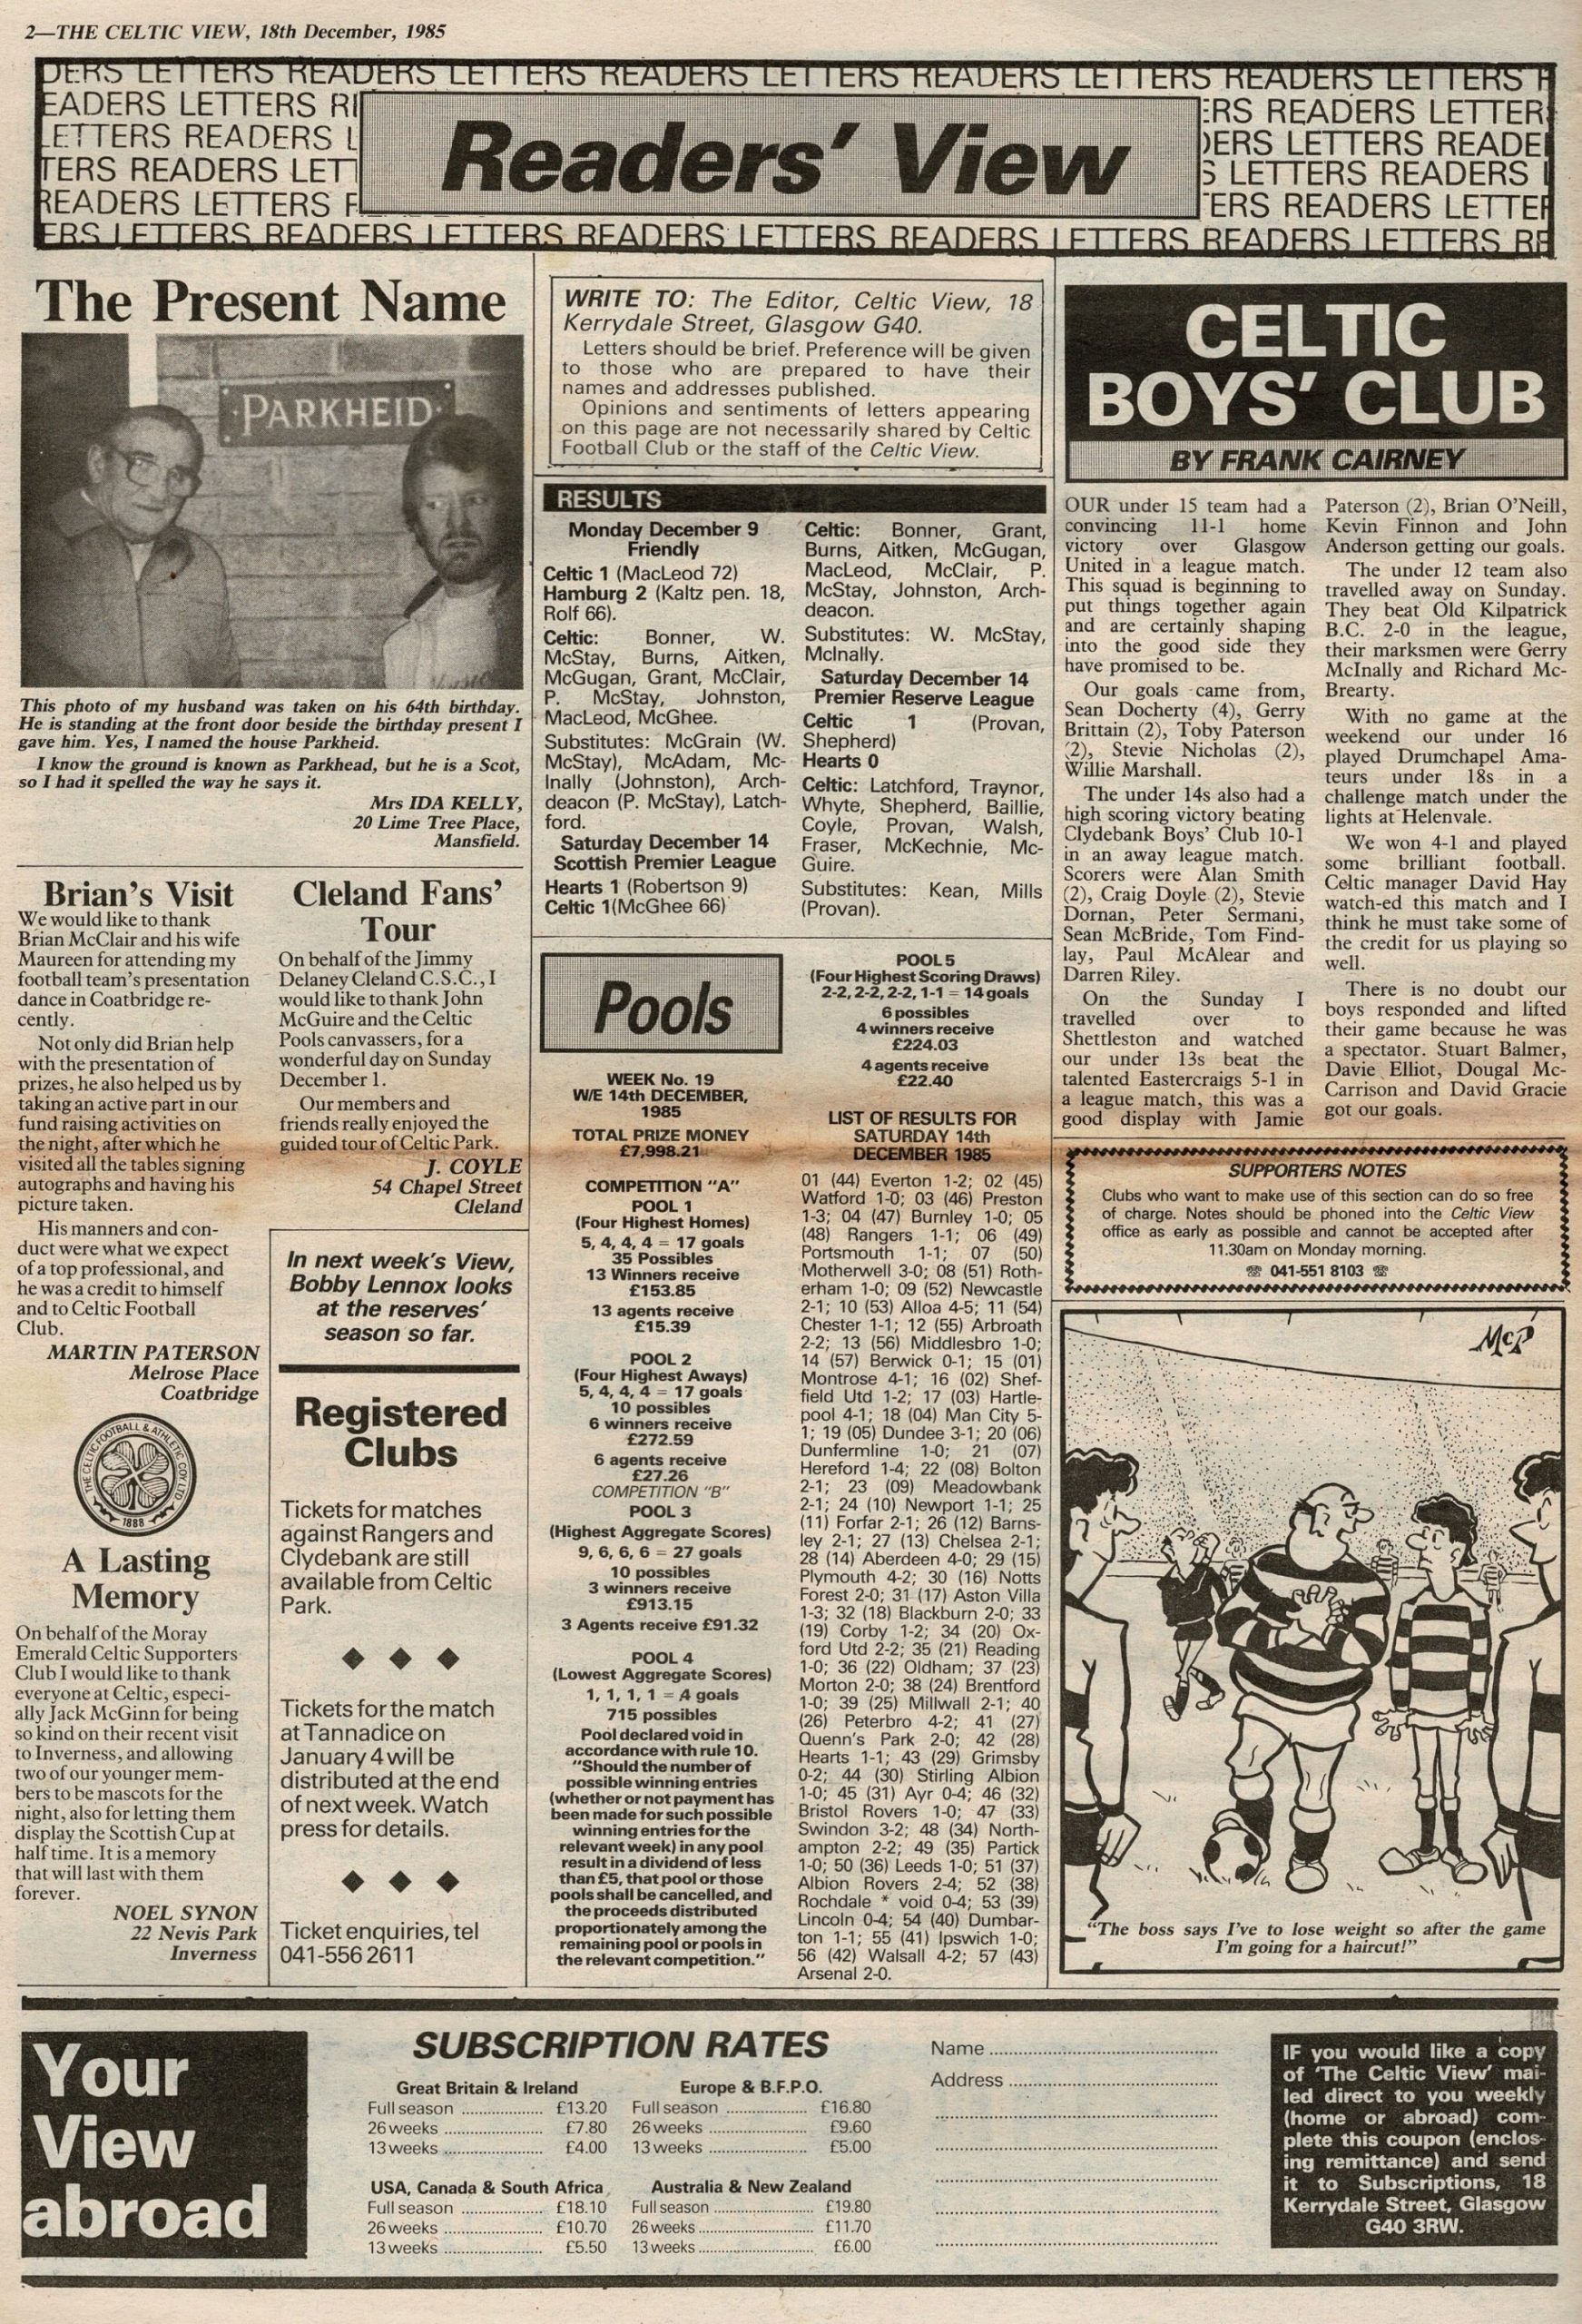 2—THE CELTIC VIEW, 18th December, 1985
DERS LETTERS READERS LETTERS READERS LETTERS READERS LETTERS READERS LETTERS R
EADERS LETTERS
ERS READERS LETTER
LETTERS READERS L
DERS LETTERS READE
TERS READERS LETT
S LETTERS READERS L
READERS LETTERS
TERS READERS LETTER
ERS LETTERS READERS LETTERS READERS LETTERS READERS LETTERS READERS LETTERS RE
Readers' View
The Present Name
PARKHEID
This photo of my husband was taken on his 64th birthday.
He is standing at the front door beside the birthday present I
gave him. Yes, I named the house Parkheid.
I know the ground is known as Parkhead, but he is a Scot,
so I had it spelled the way he says it.
Mrs IDA KELLY,
20 Lime Tree Place,
Mansfield.
Brian's Visit
We would like to thank
Brian McClair and his wife
Maureen for attending my
football team's presentation
dance in Coatbridge re-
cently.
Not only did Brian help
with the presentation of
prizes, he also helped us by
taking an active part in our
fund raising activities on
the night, after which he
visited all the tables signing
autographs and having his
picture taken.
His manners and con-
duct were what we expect
of a top professional, and
he was a credit to himself
and to Celtic Football
Club.
MARTIN PATERSON
Melrose Place
Coatbridge
THE CELTIC FOOTBALL & ATHLETIC CO. LTD.
1888
A Lasting
Memory
On behalf of the Moray
Emerald Celtic Supporters
Club I would like to thank
everyone at Celtic, especi-
ally Jack McGinn for being
so kind on their recent visit
to Inverness, and allowing
two of our younger mem-
bers to be mascots for the
night, also for letting them
display the Scottish Cup at
half time. It is a memory
that will last with them
forever.
NOEL SYNON
22 Nevis Park
Inverness
Cleland Fans'
Tour
On behalf of the Jimmy
Delaney Cleland C.S.C., I
would like to thank John
McGuire and the Celtic
Pools canvassers, for a
wonderful day on Sunday
December 1.
Our members and
friends really enjoyed the
guided tour of Celtic Park.
J. COYLE
54 Chapel Street
Cleland
In next week's View,
Bobby Lennox looks
at the reserves'
season so far.
Registered
Clubs
Tickets for matches
against Rangers and
Clydebank are still
available from Celtic
Park.
◆ ◆ ◆
Tickets for the match
at Tannadice on
January 4 will be
distributed at the end
of next week. Watch
press for details.
◆ ◆ ◆
Ticket enquiries, tel
041-556 2611
WRITE TO: The Editor, Celtic View, 18
Kerrydale Street, Glasgow G40.
Letters should be brief. Preference will be given
to those who are prepared to have their
names and addresses published.
Opinions and sentiments of letters appearing
on this page are not necessarily shared by Celtic
Football Club or the staff of the Celtic View.
RESULTS
Monday December 9
Friendly
Celtic 1 (MacLeod 72)
Hamburg 2 (Kaltz pen. 18,
Rolf 66).
Celtic: Bonner, W.
McStay, Burns, Aitken,
McGugan, Grant, McClair,
P. McStay, Johnston,
MacLeod, McGhee.
Substitutes: McGrain (W.
McStay), McAdam, Mc-
Inally (Johnston), Arch-
deacon (P. McStay), Latch-
ford.
Saturday December 14
Scottish Premier League
Hearts 1 (Robertson 9)
Celtic 1(McGhee 66)
Celtic: Bonner, Grant,
Burns, Aitken, McGugan,
MacLeod, McClair, P.
McStay, Johnston, Arch-
deacon.
Substitutes: W. McStay,
McInally.
Saturday December 14
Premier Reserve League
Celtic 1 (Provan,
Shepherd)
Hearts 0
Celtic: Latchford, Traynor,
Whyte, Shepherd, Baillie,
Coyle, Provan, Walsh,
Fraser, McKechnie, Mc-
Guire.
Substitutes: Kean, Mills
(Provan).
Pools
WEEK No. 19
W/E 14th DECEMBER,
1985
TOTAL PRIZE MONEY
£7,998.21
COMPETITION "A"
POOL 1
(Four Highest Homes)
5, 4, 4, 4 = 17 goals
35 Possibles
13 Winners receive
£153.85
13 agents receive
£15.39
POOL 2
(Four Highest Aways)
5, 4, 4, 4 = 17 goals
10 possibles
6 winners receive
£272.59
6 agents receive
£27.26
COMPETITION "B"
POOL 3
(Highest Aggregate Scores)
9, 6, 6, 6 = 27 goals
10 possibles
3 winners receive
£913.15
3 Agents receive £91.32
POOL 4
(Lowest Aggregate Scores)
1, 1, 1, 1 = 4 goals
715 possibles
Pool declared void in
accordance with rule 10.
"Should the number of
possible winning entries
(whether or not payment has
been made for such possible
winning entries for the
relevant week) in any pool
result in a dividend of less
than £5, that pool or those
pools shall be cancelled, and
the proceeds distributed
proportionately among the
remaining pool or pools in
the relevant competition."
POOL 5
(Four Highest Scoring Draws)
2-2, 2-2, 2-2, 1-1 = 14 goals
6 possibles
4 winners receive
£224.03
4 agents receive
£22.40
LIST OF RESULTS FOR
SATURDAY 14th
DECEMBER 1985
01 (44) Everton 1-2; 02 (45)
Watford 1-0; 03 (46) Preston
1-3; 04 (47) Burnley 1-0; 05
(48) Rangers 1-1; 06 (49)
Portsmouth 1-1; 07 (50)
Motherwell 3-0; 08 (51) Roth-
erham 1-0; 09 (52) Newcastle
2-1; 10 (53) Alloa 4-5; 11 (54)
Chester 1-1; 12 (55) Arbroath
2-2; 13 (56) Middlesbro 1-0;
14 (57) Berwick 0-1; 15 (01)
Montrose 4-1; 16 (02) Shef-
field Utd 1-2; 17 (03) Hartle-
pool 4-1; 18 (04) Man City 5-
1; 19 (05) Dundee 3-1; 20 (06)
Dunfermline 1-0; 21 (07)
Hereford 1-4; 22 (08) Bolton
2-1; 23 (09) Meadowbank
2-1; 24 (10) Newport 1-1; 25
(11) Forfar 2-1; 26 (12) Barns-
ley 2-1; 27 (13) Chelsea 2-1;
28 (14) Aberdeen 4-0; 29 (15)
Plymouth 4-2; 30 (16) Notts
Forest 2-0; 31 (17) Aston Villa
1-3; 32 (18) Blackburn 2-0; 33
(19) Corby 1-2; 34 (20) Ox-
ford Utd 2-2; 35 (21) Reading
1-0; 36 (22) Oldham; 37 (23)
Morton 2-0; 38 (24) Brentford
1-0; 39 (25) Millwall 2-1; 40
(26) Peterbro 4-2; 41 (27)
Quenn's Park 2-0; 42 (28)
Hearts 1-1; 43 (29) Grimsby
0-2; 44 (30) Stirling Albion
1-0; 45 (31) Ayr 0-4; 46 (32)
Bristol Rovers 1-0; 47 (33)
Swindon 3-2; 48 (34) North-
ampton 2-2; 49 (35) Partick
1-0; 50 (36) Leeds 1-0; 51 (37)
Albion Rovers 2-4; 52 (38)
Rochdale * void 0-4; 53 (39)
Lincoln 0-4; 54 (40) Dumbar-
ton 1-1; 55 (41) Ipswich 1-0;
56 (42) Walsall 4-2; 57 (43)
Arsenal 2-0.
CELTIC
BOYS' CLUB
BY FRANK CAIRNEY
OUR under 15 team had a
convincing 11-1 home
victory over Glasgow
United in a league match.
This squad is beginning to
put things together again
and are certainly shaping
into the good side they
have promised to be.
Our goals came from,
Sean Docherty (4), Gerry
Brittain (2), Toby Paterson
(2), Stevie Nicholas (2),
Willie Marshall.
The under 14s also had a
high scoring victory beating
Clydebank Boys' Club 10-1
in an away league match.
Scorers were Alan Smith
(2), Craig Doyle (2), Stevie
Dornan, Peter Sermani,
Sean McBride, Tom Find-
lay, Paul McAlear and
Darren Riley.
On the Sunday I
travelled over to
Shettleston and watched
our under 13s beat the
talented Eastercraigs 5-1 in
a league match, this was a
good display with Jamie
Paterson (2), Brian O'Neill,
Kevin Finnon and John
Anderson getting our goals.
The under 12 team also
travelled away on Sunday.
They beat Old Kilpatrick
B.C. 2-0 in the league,
their marksmen were Gerry
McInally and Richard Mc-
Brearty.
With no game at the
weekend our under 16
played Drumchapel Ama-
teurs under 18s in a
challenge match under the
lights at Helenvale.
We won 4-1 and played
some brilliant football.
Celtic manager David Hay
watch-ed this match and I
think he must take some of
the credit for us playing so
well.
There is no doubt our
boys responded and lifted
their game because he was
a spectator. Stuart Balmer,
Davie Elliot, Dougal Mc-
Carrison and David Gracie
got our goals.
SUPPORTERS NOTES
Clubs who want to make use of this section can do so free
of charge. Notes should be phoned into the Celtic View
office as early as possible and cannot be accepted after
11.30am on Monday morning.
☎ 041-551 8103 ☎
McP
"The boss says I've to lose weight so after the game
I'm going for a haircut!"
Your
View
abroad
SUBSCRIPTION RATES
Great Britain & Ireland
Full season .................. £13.20
26 weeks ...................... £7.80
13 weeks ...................... £4.00
Europe & B.F.P.O.
Full season .................. £16.80
26 weeks ...................... £9.60
13 weeks ...................... £5.00
USA, Canada & South Africa
Full season .................. £18.10
26 weeks ...................... £10.70
13 weeks ...................... £5.50
Australia & New Zealand
Full season ...................... £19.80
26 weeks .......................... £11.70
13 weeks .......................... £6.00
Name ..................................................
Address ..............................................
IF you would like a copy
of 'The Celtic View' mai-
led direct to you weekly
(home or abroad) com-
plete this coupon (enclos-
ing remittance) and send
it to Subscriptions, 18
Kerrydale Street, Glasgow
G40 3RW.